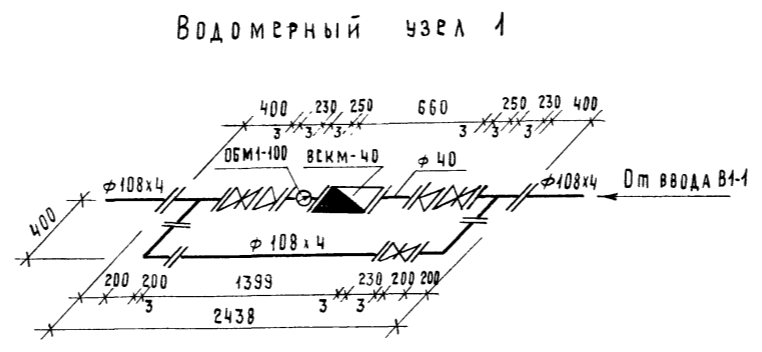 Водомерный узел 1
400 230 250 660 250 230 400
3 3 3 3 3 3
ОБМ1-100 ВСКМ-40 ϕ 40
ϕ108х4 ϕ108х4 От ввода В1-1
400
ϕ 108 х 4
200 200 1399 230 200 200
3 3 3
2438